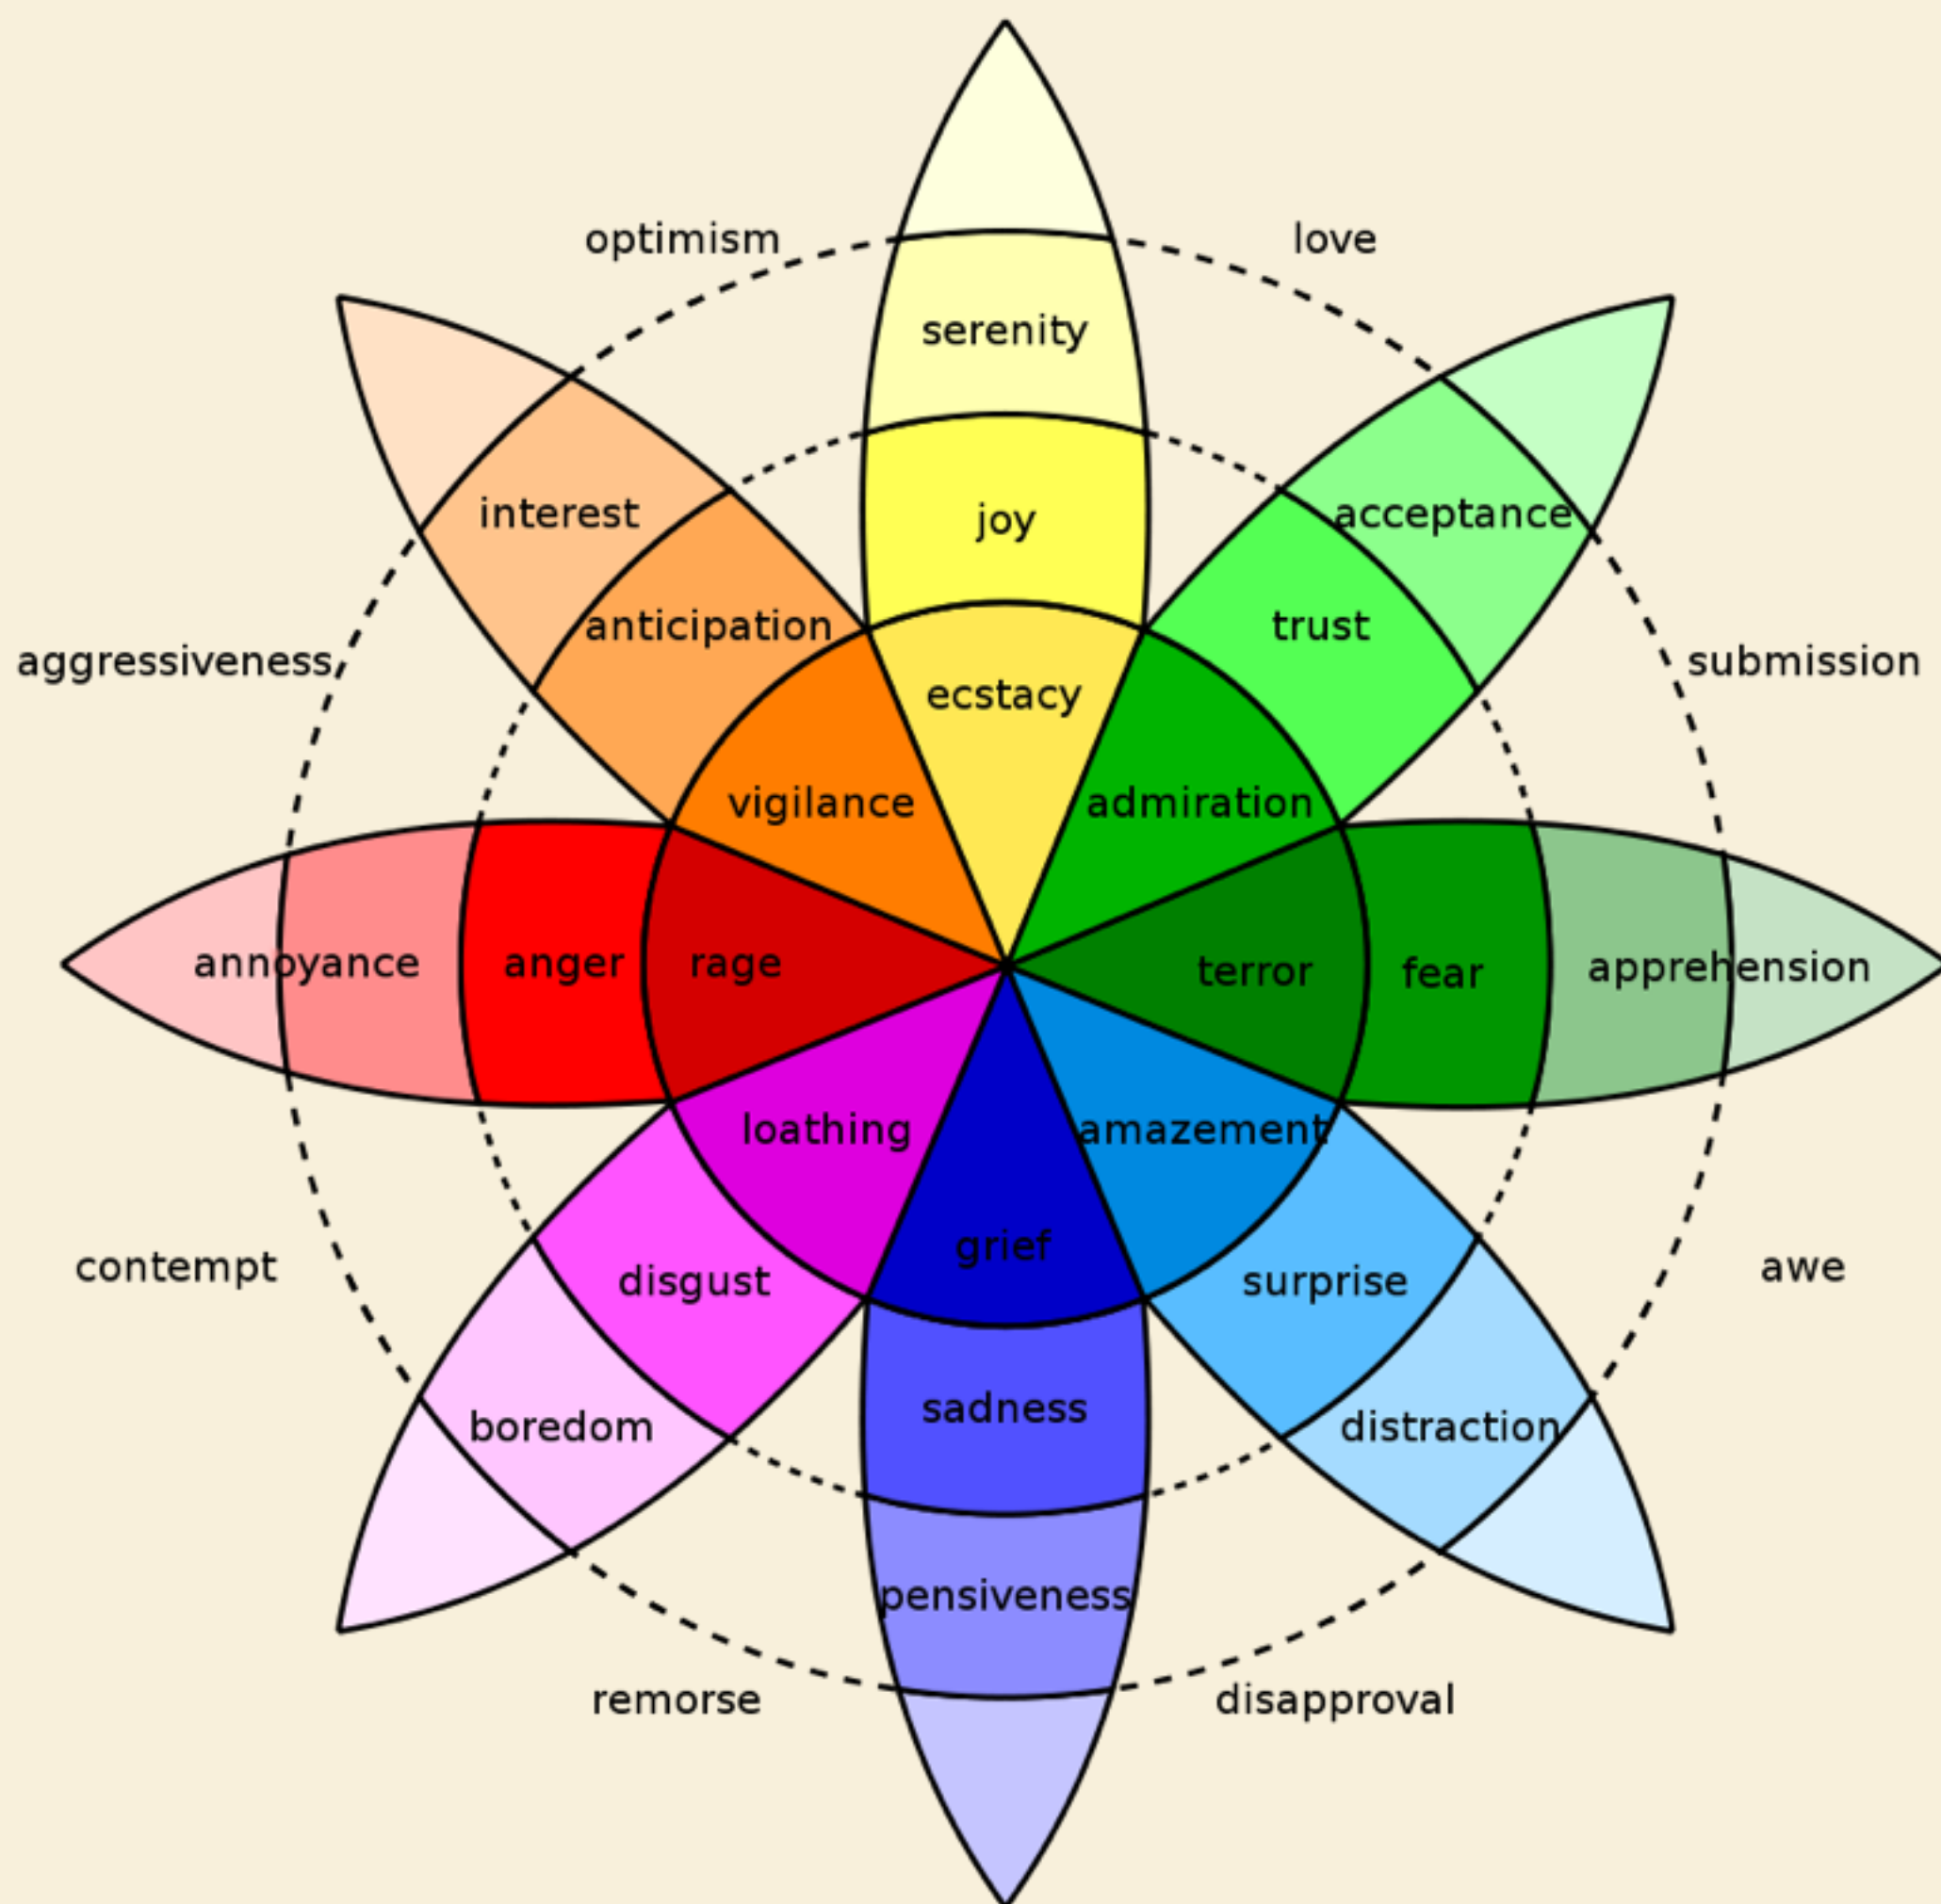 optimism
love
serenity
interest
joy
acceptance
anticipation
trust
aggressiveness
submission
ecstacy
vigilance
admiration
annoyance
anger
rage
terror
fear
apprehension
loathing
amazement
grief
contempt
awe
disgust
surprise
sadness
boredom
distraction
pensiveness
remorse
disapproval